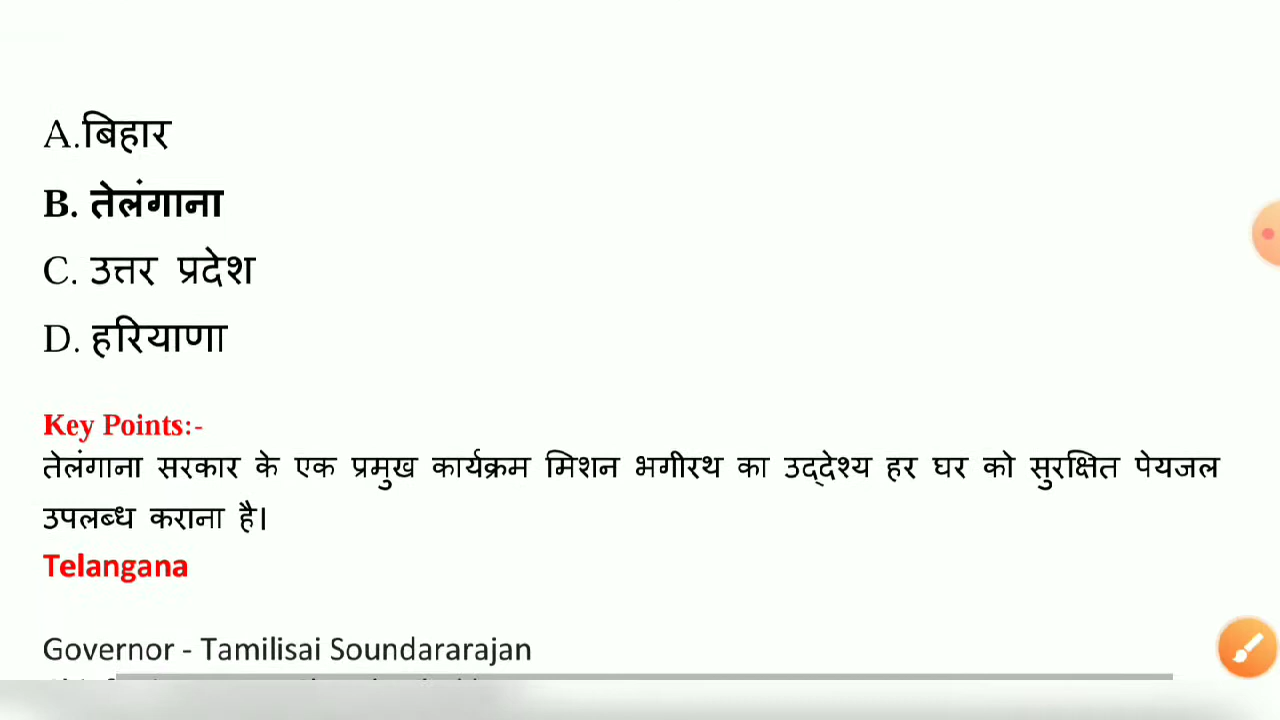 A.बिहार
B. तेलंगाना
C. उत्तर प्रदेश
D. हरियाणा
Key Points:-
तेलंगाना सरकार के एक प्रमुख कार्यक्रम मिशन भगीरथ का उद्देश्य हर घर को सुरक्षित पेयजल
उपलब्ध कराना है।
Telangana
Governor - Tamilisai Soundararajan